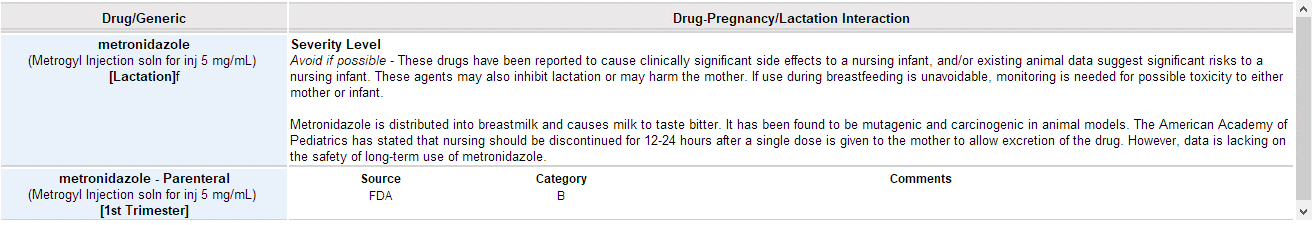 Drug/Generic Drug-Pregnancy/Lactation Interaction
metronidazole
(Metrogyl Injection soln for inj 5 mg/mL)
[Lactation]f
Severity Level
Avoid if possible - These drugs have been reported to cause clinically significant side effects to a nursing infant, and/or existing animal data suggest significant risks to a
nursing infant. These agents may also inhibit lactation or may harm the mother. If use during breastfeeding is unavoidable, monitoring is needed for possible toxicity to either
mother or infant.
Metronidazole is distributed into breastmilk and causes milk to taste bitter. It has been found to be mutagenic and carcinogenic in animal models. The American Academy of
Pediatrics has stated that nursing should be discontinued for 12-24 hours after a single dose is given to the mother to allow excretion of the drug. However, data is lacking on
the safety of long-term use of metronidazole.
metronidazole - Parenteral
(Metrogyl Injection soln for inj 5 mg/mL)
[1st Trimester]
Source Category Comments
FDA B